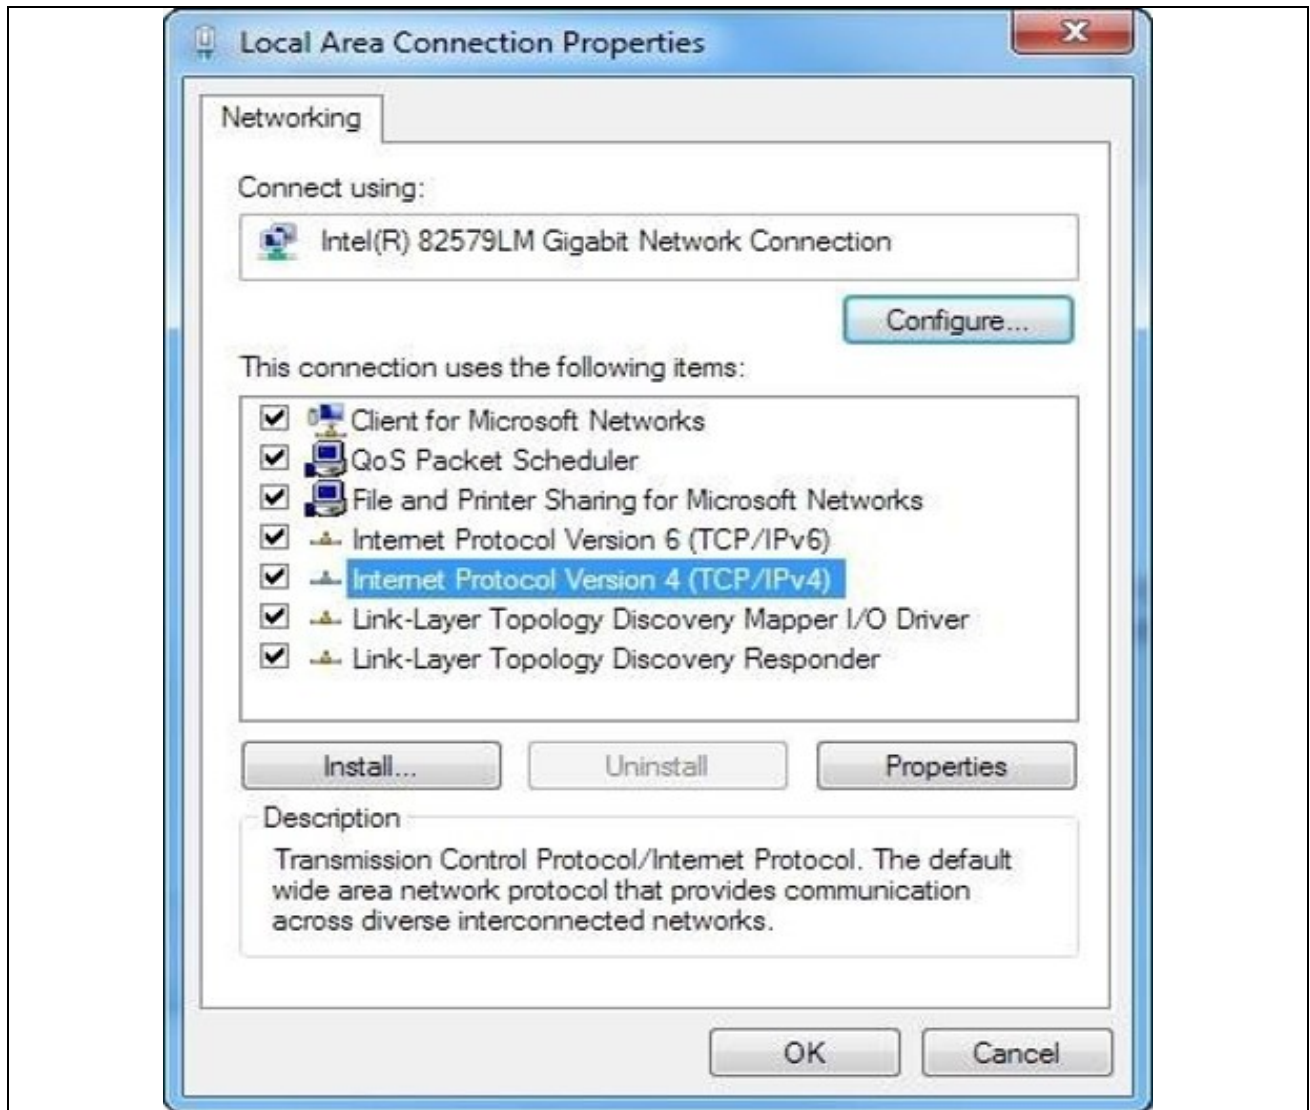 Local Area Connection Properties
Networking
Connect using:
Intel(R) 82579LM Gigabit Network Connection
Configure...
This connection uses the following items:
Client for Microsoft Networks
QoS Packet Scheduler
File and Printer Sharing for Microsoft Networks
Internet Protocol Version 6 (TCP/IPv6)
Internet Protocol Version 4 (TCP/IPv4)
Link-Layer Topology Discovery Mapper I/O Driver
Link-Layer Topology Discovery Responder
Install... Uninstall Properties
Description
Transmission Control Protocol/Internet Protocol. The default
wide area network protocol that provides communication
across diverse interconnected networks.
OK Cancel